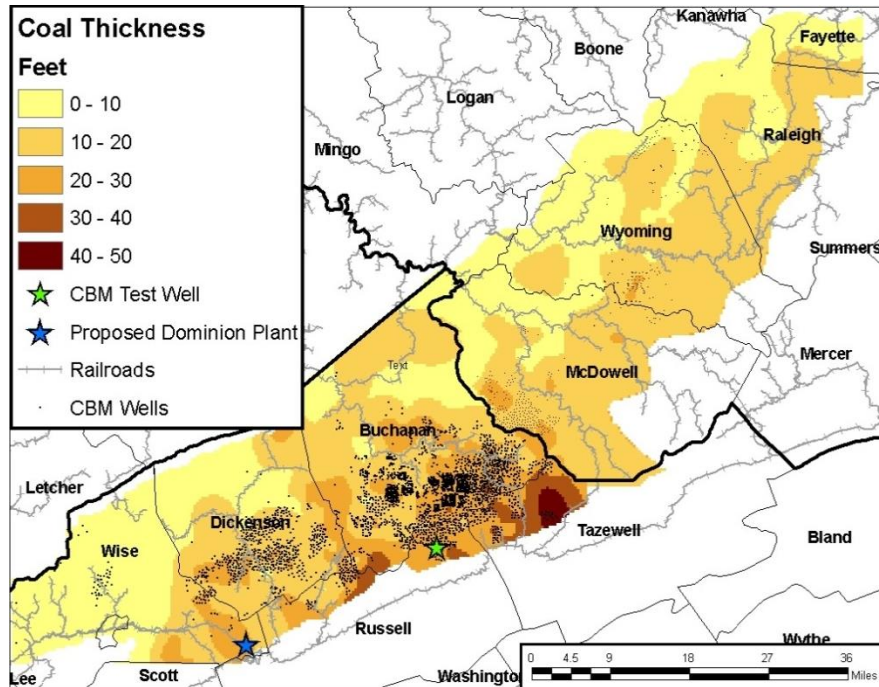 Coal Thickness
Feet
0 - 10
10 - 20
20 - 30
30 - 40
40 - 50
CBM Test Well
Proposed Dominion Plant
Railroads
CBM Wells
Kanawha
Fayette
Boone
Logan
Raleigh
Mingo
Wyoming
Summers
Mercer
Text
McDowell
Buchanan
Letcher
Dickenson
Tazewell
Bland
Wise
Russell
Wythe
Lee
Scott
Washington
0 4.5 9 18 27 36
Miles